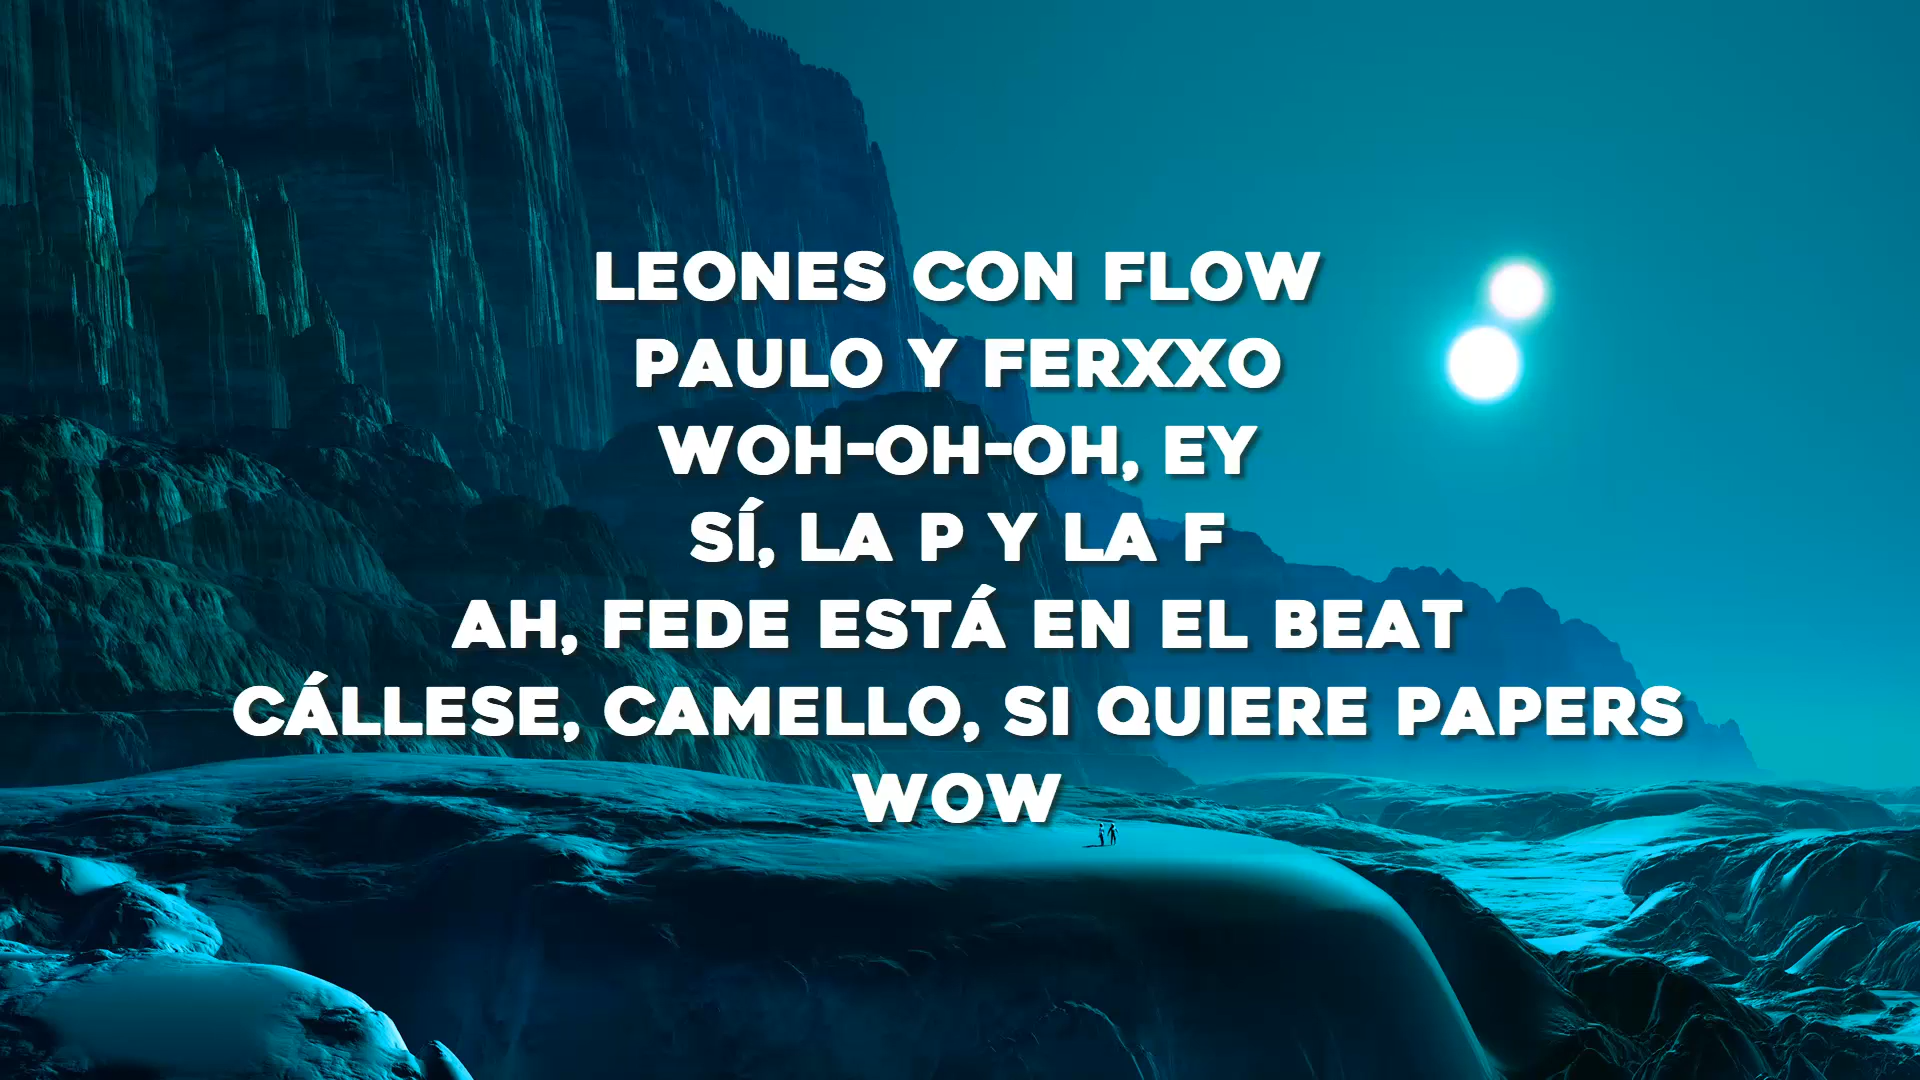 LEONES CON FLOW
PAULO Y FERXXO
WOH-OH-OH, EY
SÍ, LA P Y LA F
AH, FEDE ESTÁ EN EL BEAT
CÁLLESE, CAMELLO, SI QUIERE PAPERS
WOW